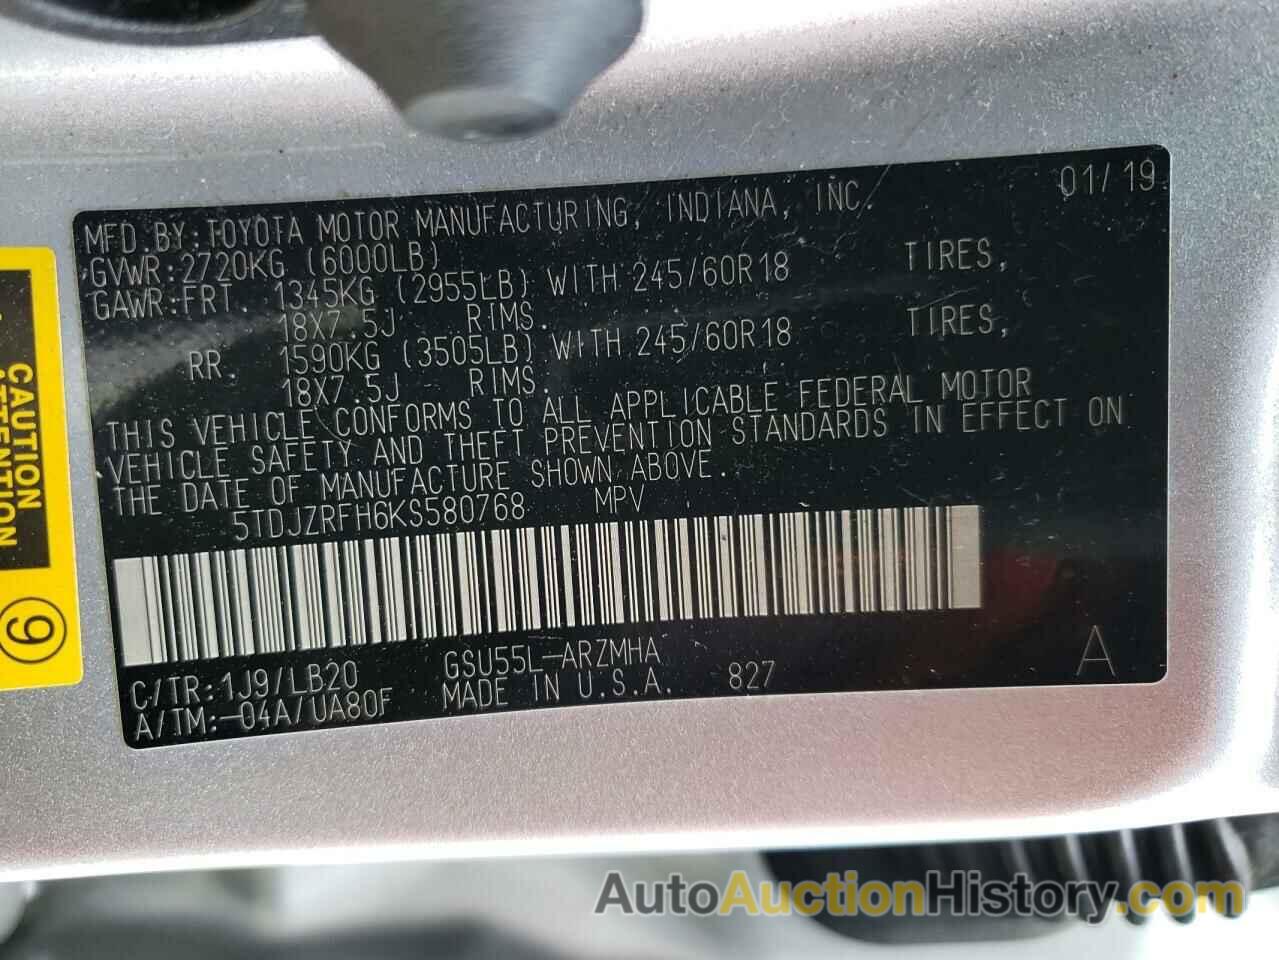 01/19
MFD.BY:TOYOTA MOTOR MANUFACTURING, INDIANA, INC.
GVWR:2720KG (6000LB)
GAWR:FRT. 1345KG (2955LB) WITH 245/60R18 TIRES,
18X7.5J RIMS.
RR. 1590KG (3505LB) WITH 245/60R18 TIRES,
18X7.5J RIMS.
THIS VEHICLE CONFORMS TO ALL APPLICABLE FEDERAL MOTOR
VEHICLE SAFETY AND THEFT PREVENTION STANDARDS IN EFFECT ON
THE DATE OF MANUFACTURE SHOWN ABOVE.
5TDJZRFH6KS580768 MPV
C/TR:1J9/LB20 GSU55L-ARZMHA
A/TM:-04A/UA80F MADE IN U.S.A. 827
A
CAUTION
ATTENTION
9
AutoAuctionHistory.com